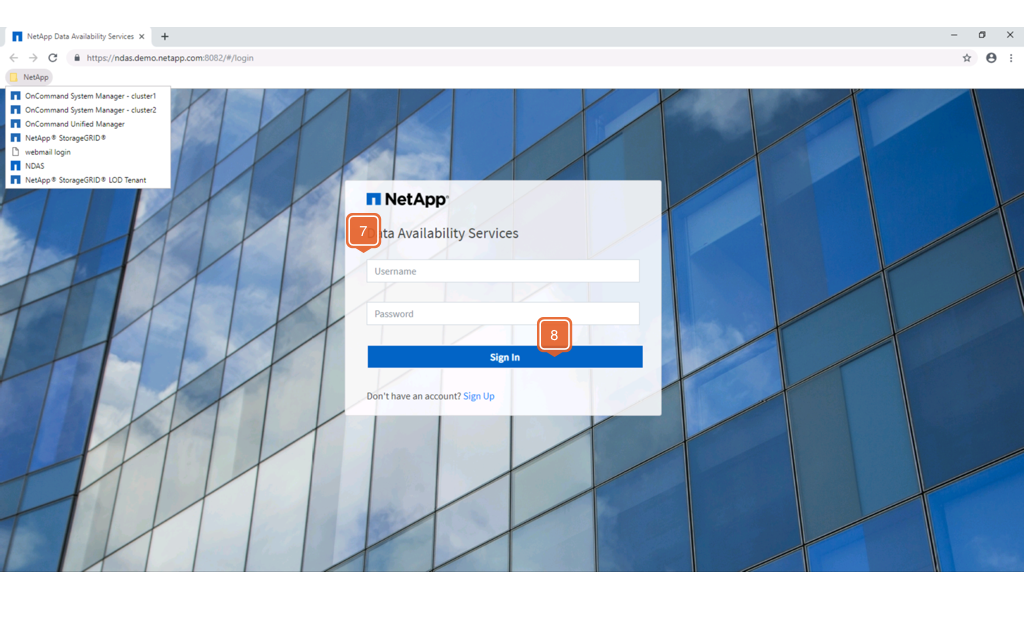 NetApp Data Availability Services
https://ndas.demo.netapp.com:8082/#/login
NetApp
OnCommand System Manager - cluster1
OnCommand System Manager - cluster2
OnCommand Unified Manager
NetApp® StorageGRID®
webmail login
NDAS
NetApp® StorageGRID® LOD Tenant
NetApp
7
ta Availability Services
Username
Password
8
Sign In
Don't have an account? Sign Up